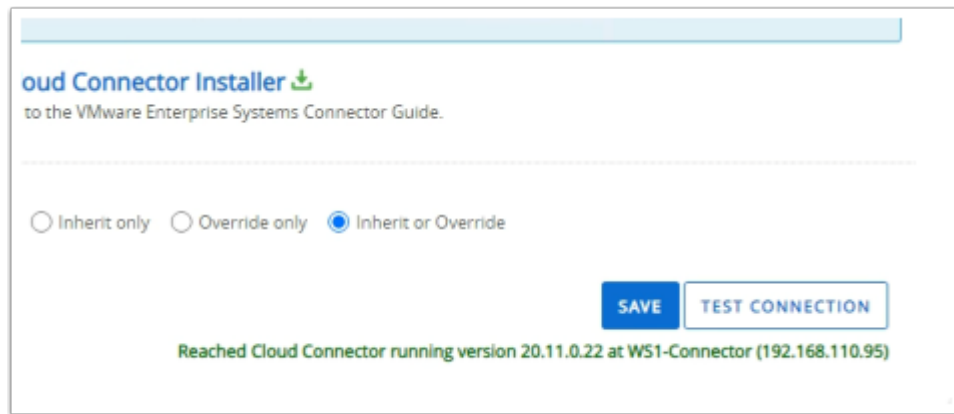 oud Connector Installer
to the VMware Enterprise Systems Connector Guide.
Inherit only Override only Inherit or Override
SAVE TEST CONNECTION
Reached Cloud Connector running version 20.11.0.22 at WS1-Connector (192.168.110.95)